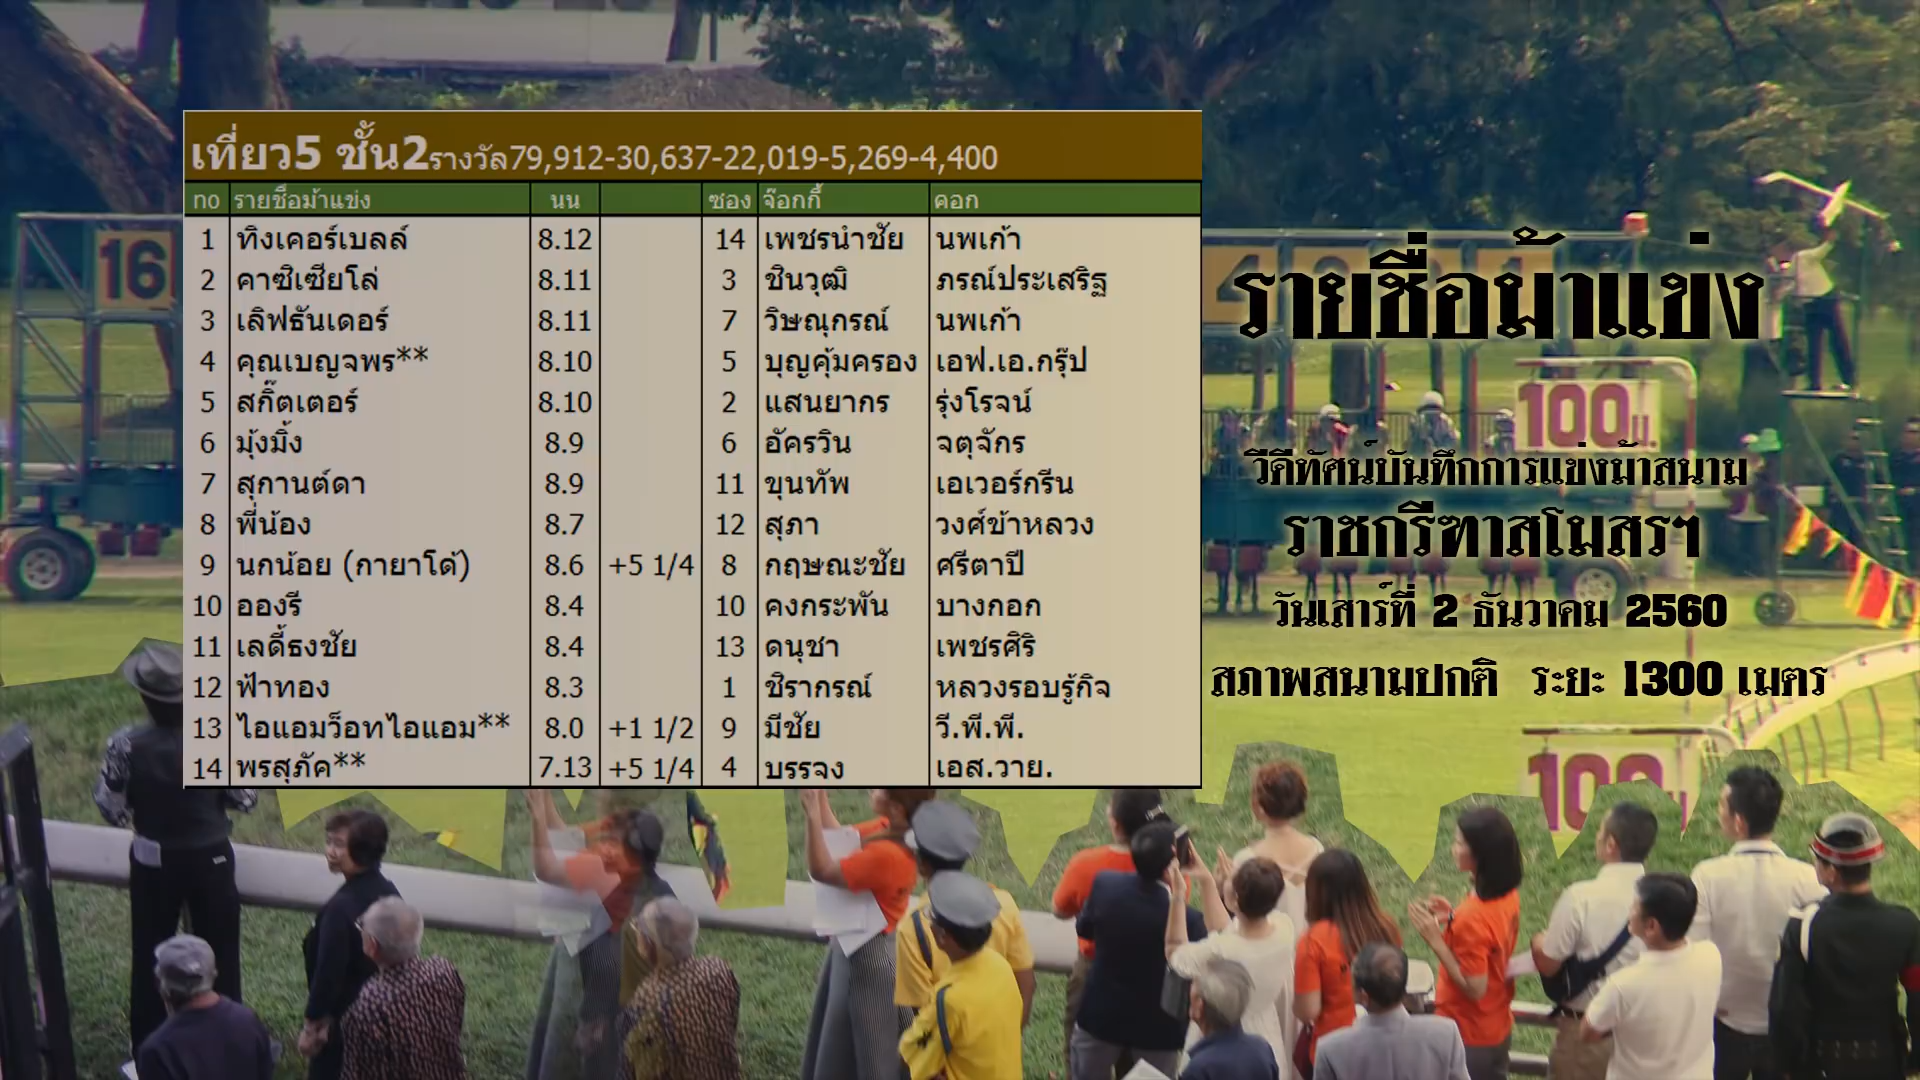 เที่ยว5 ชั้น2รางวัล79,912-30,637-22,019-5,269-4,400
no รายชื่อม้าแข่ง นน ซอง จ๊อกกี้ คอก
1 ทิงเคอร์เบลล์ 8.12 14 เพชรนำชัย นพเก้า
2 คาซิเซียโล่ 8.11 3 ชินวุฒิ ภรณ์ประเสริฐ
3 เลิฟธันเดอร์ 8.11 7 วิษณุกรณ์ นพเก้า
4 คุณเบญจพร** 8.10 5 บุญคุ้มครอง เอฟ.เอ.กรุ๊ป
5 สกิ๊ตเตอร์ 8.10 2 แสนยากร รุ่งโรจน์
6 มุ้งมิ้ง 8.9 6 อัครวิน จตุจักร
7 สุกานต์ดา 8.9 11 ขุนทัพ เอเวอร์กรีน
8 พี่น้อง 8.7 12 สุภา วงศ์ข้าหลวง
9 นกน้อย (กายาโด้) 8.6 +5 1/4 8 กฤษณะชัย ศรีตาปี
10 อองรี 8.4 10 คงกระพัน บางกอก
11 เลดี้ธงชัย 8.4 13 ดนุชา เพชรศิริ
12 ฟ้าทอง 8.3 1 ชิรากรณ์ หลวงรอบรู้กิจ
13 ไอแอมว็อทไอแอม** 8.0 +1 1/2 9 มีชัย วี.พี.พี.
14 พรสุภัค** 7.13 +5 1/4 4 บรรจง เอส.วาย.
รายชื่อม้าแข่ง
วีดีทัศน์บันทึกการแข่งม้าสนาม
ราชกรีฑาสโมสรฯ
วันเสาร์ที่ 2 ธันวาคม 2560
สภาพสนามปกติ ระยะ 1300 เมตร
16
100ม.